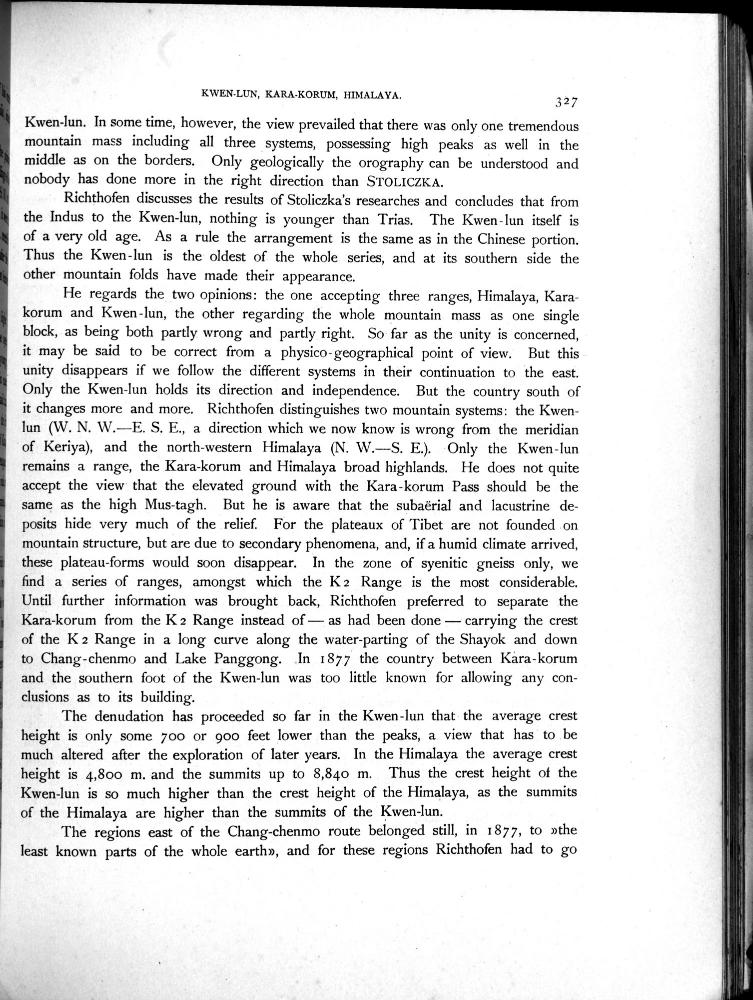 KWEN-LUN, KARA-KORUM, HIMALAYA.
327
Kwen-lun. In some time, however, the view prevailed that there was only one tremendous
mountain mass including all three systems, possessing high peaks as well in the
middle as on the borders. Only geologically the orography can be understood and
nobody has done more in the right direction than STOLICZKA.
Richthofen discusses the results of Stoliczka's researches and concludes that from
the Indus to the Kwen-lun, nothing is younger than Trias. The Kwen-lun itself is
of a very old age. As a rule the arrangement is the same as in the Chinese portion.
Thus the Kwen-lun is the oldest of the whole series, and at its southern side the
other mountain folds have made their appearance.
He regards the two opinions: the one accepting three ranges, Himalaya, Kara-
korum and Kwen-lun, the other regarding the whole mountain mass as one single
block, as being both partly wrong and partly right. So far as the unity is concerned,
it may be said to be correct from a physico-geographical point of view. But this
unity disappears if we follow the different systems in their continuation to the east.
Only the Kwen-lun holds its direction and independence. But the country south of
it changes more and more. Richthofen distinguishes two mountain systems: the Kwen-
lun (W. N. W.—E. S. E., a direction which we now know is wrong from the meridian
of Keriya), and the north-western Himalaya (N. W.—S. E.). Only the Kwen-lun
remains a range, the Kara-korum and Himalaya broad highlands. He does not quite
accept the view that the elevated ground with the Kara-korum Pass should be the
same as the high Mus-tagh. But he is aware that the subaërial and lacustrine de-
posits hide very much of the relief. For the plateaux of Tibet are not founded on
mountain structure, but are due to secondary phenomena, and, if a humid climate arrived,
these plateau-forms would soon disappear. In the zone of syenitic gneiss only, we
find a series of ranges, amongst which the K 2 Range is the most considerable.
Until further information was brought back, Richthofen preferred to separate the
Kara-korum from the K 2 Range instead of — as had been done — carrying the crest
of the K 2 Range in a long curve along the water-parting of the Shayok and down
to Chang-chenmo and Lake Panggong. In 1877 the country between Kara-korum
and the southern foot of the Kwen-lun was too little known for allowing any con-
clusions as to its building.
The denudation has proceeded so far in the Kwen-lun that the average crest
height is only some 700 or 900 feet lower than the peaks, a view that has to be
much altered after the exploration of later years. In the Himalaya the average crest
height is 4,800 m. and the summits up to 8,840 m. Thus the crest height of the
Kwen-lun is so much higher than the crest height of the Himalaya, as the summits
of the Himalaya are higher than the summits of the Kwen-lun.
The regions east of the Chang-chenmo route belonged still, in 1877, to »the
least known parts of the whole earth», and for these regions Richthofen had to go